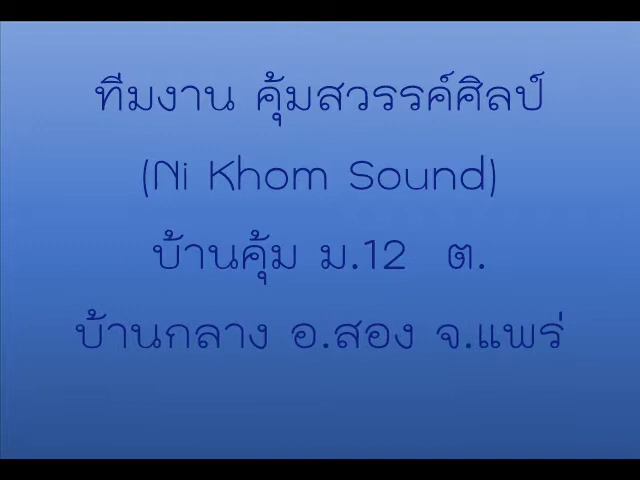 ทีมงาน คุ้มสวรรค์ศิลป์
(Ni Khom Sound)
บ้านคุ้ม ม.12 ต.
บ้านกลาง อ.สอง จ.แพร่